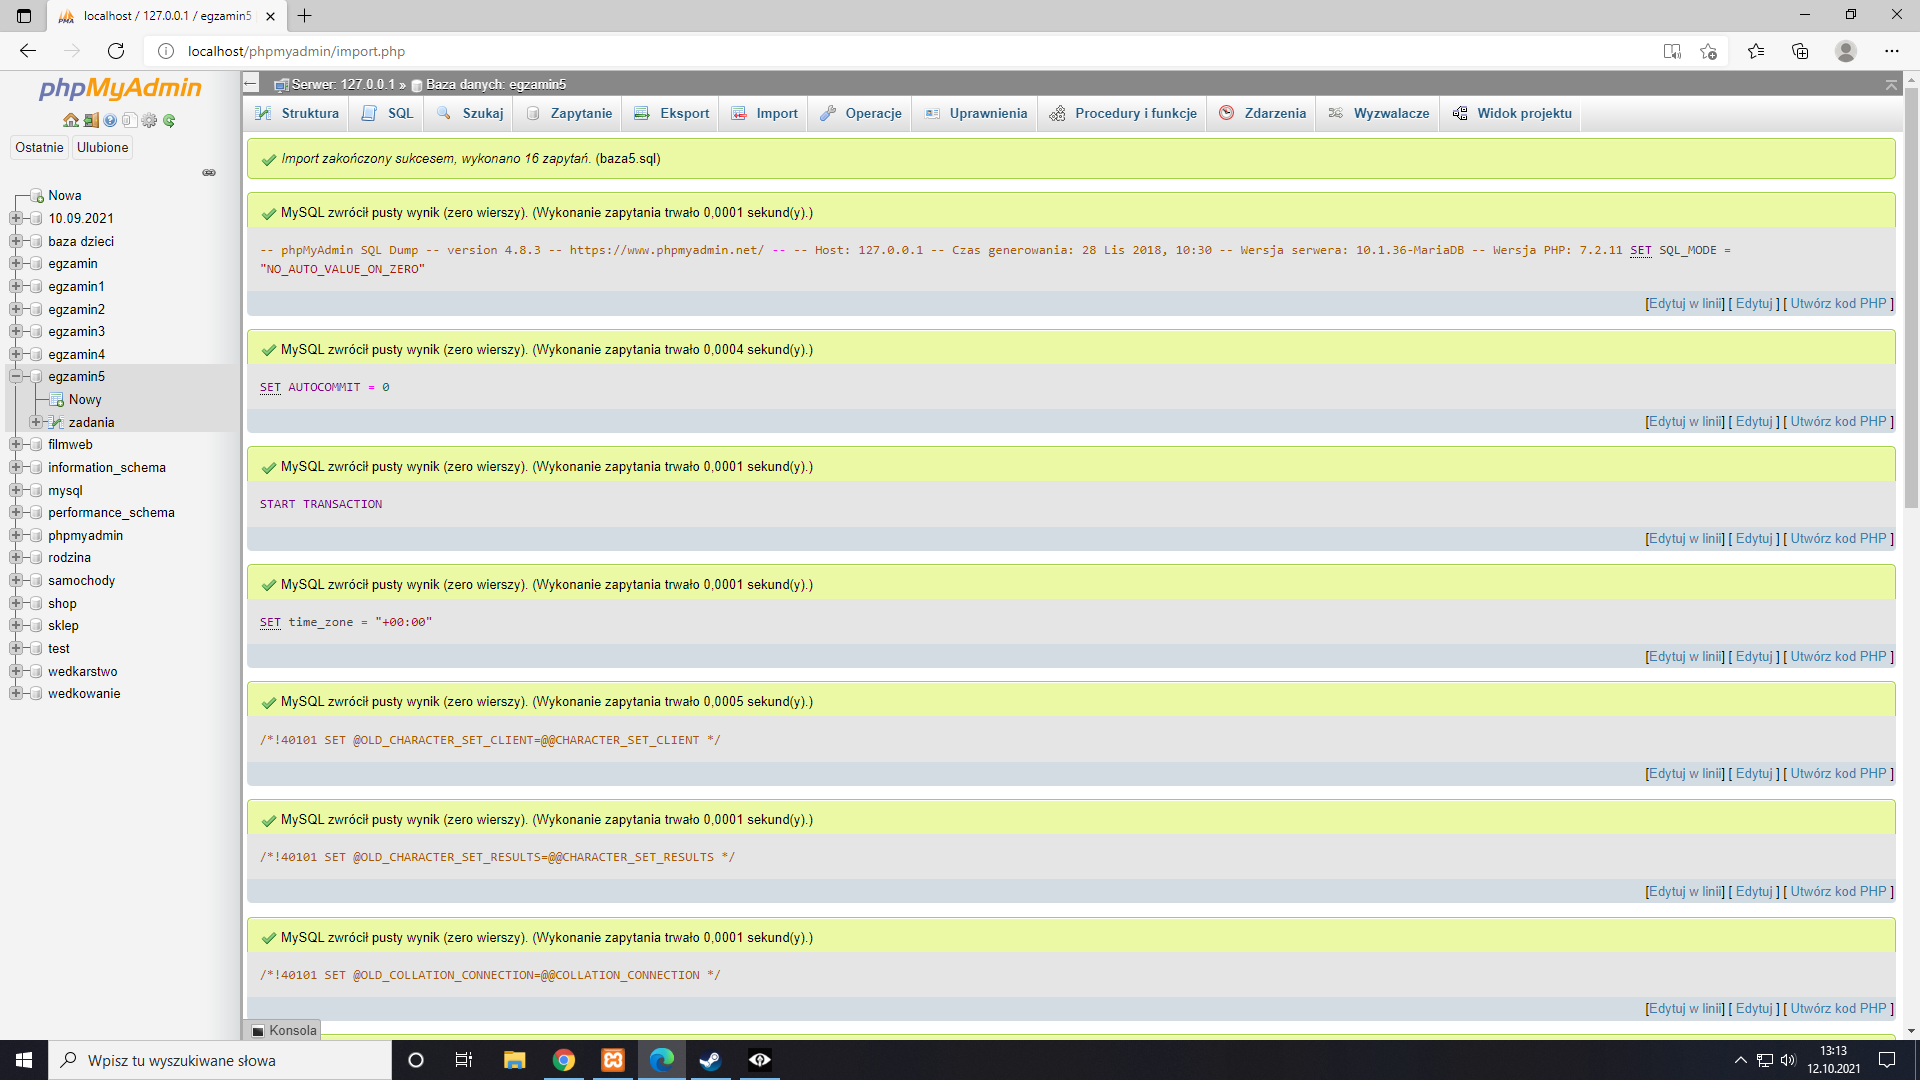 localhost / 127.0.0.1 / egzamin5
localhost/phpmyadmin/import.php
phpMyAdmin
Ostatnie Ulubione
Nowa
10.09.2021
baza dzieci
egzamin
egzamin1
egzamin2
egzamin3
egzamin4
egzamin5
Nowy
zadania
filmweb
information_schema
mysql
performance_schema
phpmyadmin
rodzina
samochody
shop
sklep
test
wedkarstwo
wedkowanie
Serwer: 127.0.0.1 » Baza danych: egzamin5
Struktura SQL Szukaj Zapytanie Eksport Import Operacje Uprawnienia Procedury i funkcje Zdarzenia Wyzwalacze Widok projektu
Import zakończony sukcesem, wykonano 16 zapytań. (baza5.sql)
MySQL zwrócił pusty wynik (zero wierszy). (Wykonanie zapytania trwało 0,0001 sekund(y).)
-- phpMyAdmin SQL Dump -- version 4.8.3 -- https://www.phpmyadmin.net/ -- -- Host: 127.0.0.1 -- Czas generowania: 28 Lis 2018, 10:30 -- Wersja serwera: 10.1.36-MariaDB -- Wersja PHP: 7.2.11 SET SQL_MODE =
"NO_AUTO_VALUE_ON_ZERO"
[Edytuj w linii] [ Edytuj ] [ Utwórz kod PHP ]
MySQL zwrócił pusty wynik (zero wierszy). (Wykonanie zapytania trwało 0,0004 sekund(y).)
SET AUTOCOMMIT = 0
[Edytuj w linii] [ Edytuj ] [ Utwórz kod PHP ]
MySQL zwrócił pusty wynik (zero wierszy). (Wykonanie zapytania trwało 0,0001 sekund(y).)
START TRANSACTION
[Edytuj w linii] [ Edytuj ] [ Utwórz kod PHP ]
MySQL zwrócił pusty wynik (zero wierszy). (Wykonanie zapytania trwało 0,0001 sekund(y).)
SET time_zone = "+00:00"
[Edytuj w linii] [ Edytuj ] [ Utwórz kod PHP ]
MySQL zwrócił pusty wynik (zero wierszy). (Wykonanie zapytania trwało 0,0005 sekund(y).)
/*!40101 SET @OLD_CHARACTER_SET_CLIENT=@@CHARACTER_SET_CLIENT */
[Edytuj w linii] [ Edytuj ] [ Utwórz kod PHP ]
MySQL zwrócił pusty wynik (zero wierszy). (Wykonanie zapytania trwało 0,0001 sekund(y).)
/*!40101 SET @OLD_CHARACTER_SET_RESULTS=@@CHARACTER_SET_RESULTS */
[Edytuj w linii] [ Edytuj ] [ Utwórz kod PHP ]
MySQL zwrócił pusty wynik (zero wierszy). (Wykonanie zapytania trwało 0,0001 sekund(y).)
/*!40101 SET @OLD_COLLATION_CONNECTION=@@COLLATION_CONNECTION */
[Edytuj w linii] [ Edytuj ] [ Utwórz kod PHP ]
Konsola
Wpisz tu wyszukiwane słowa
13:13
12.10.2021